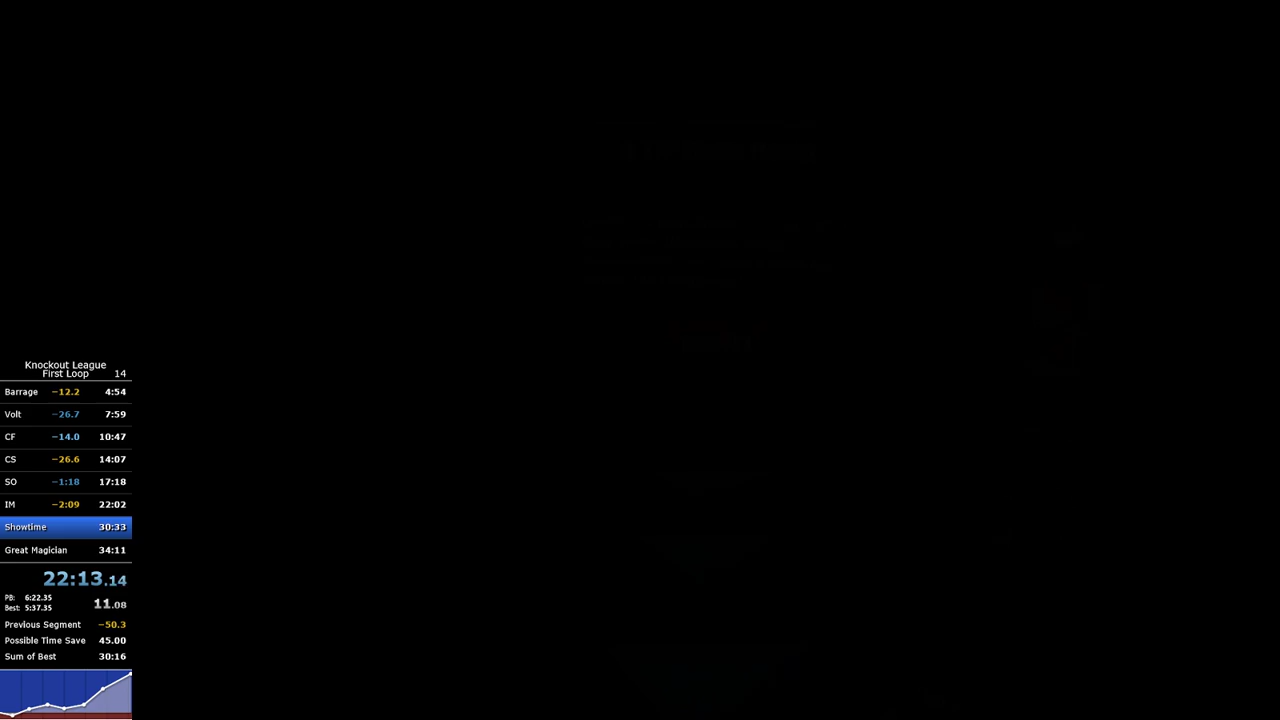 Knockout League
First Loop 14
Barrage −12.2 4:54
Volt −26.7 7:59
CF −14.0 10:47
CS −26.6 14:07
SO −1:18 17:18
IM −2:09 22:02
Showtime 30:33
Great Magician 34:11
22:13.14
PB: 6:22.35
Best: 5:37.35 11.08
Previous Segment −50.3
Possible Time Save 45.00
Sum of Best 30:16